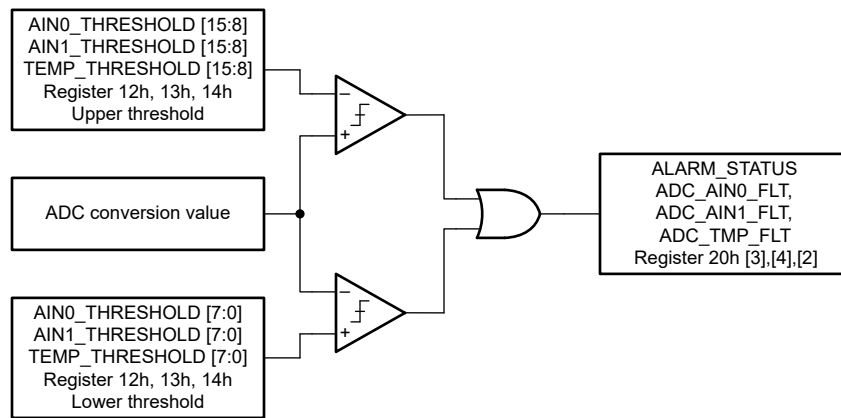 AIN0_THRESHOLD [15:8]
AIN1_THRESHOLD [15:8]
TEMP_THRESHOLD [15:8]
Register 12h, 13h, 14h
Upper threshold
−
+
ADC conversion value
ALARM_STATUS
ADC_AIN0_FLT,
ADC_AIN1_FLT,
ADC_TMP_FLT
Register 20h [3],[4],[2]
−
+
AIN0_THRESHOLD [7:0]
AIN1_THRESHOLD [7:0]
TEMP_THRESHOLD [7:0]
Register 12h, 13h, 14h
Lower threshold